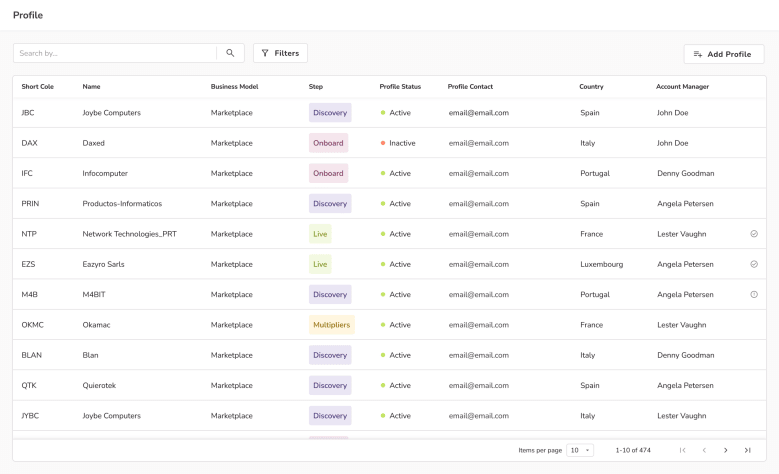 Profile
Search by...
Filters
Add Profile
Short Cole Name Business Model Step Profile Status Profile Contact Country Account Manager
JBC Joybe Computers Marketplace Discovery Active email@email.com Spain John Doe
DAX Daxed Marketplace Onboard Inactive email@email.com Italy John Doe
IFC Infocomputer Marketplace Onboard Active email@email.com Portugal Denny Goodman
PRIN Productos-Informaticos Marketplace Discovery Active email@email.com Spain Angela Petersen
NTP Network Technologies_PRT Marketplace Live Active email@email.com France Lester Vaughn
EZS Eazyro Sarls Marketplace Live Active email@email.com Luxembourg Angela Petersen
M4B M4BIT Marketplace Discovery Active email@email.com Portugal Angela Petersen
OKMC Okamac Marketplace Multipliers Active email@email.com France Lester Vaughn
BLAN Blan Marketplace Discovery Active email@email.com Italy Denny Goodman
QTK Quierotek Marketplace Discovery Active email@email.com Spain Angela Petersen
JYBC Joybe Computers Marketplace Discovery Active email@email.com Italy Lester Vaughn
Items per page 10 1-10 of 474